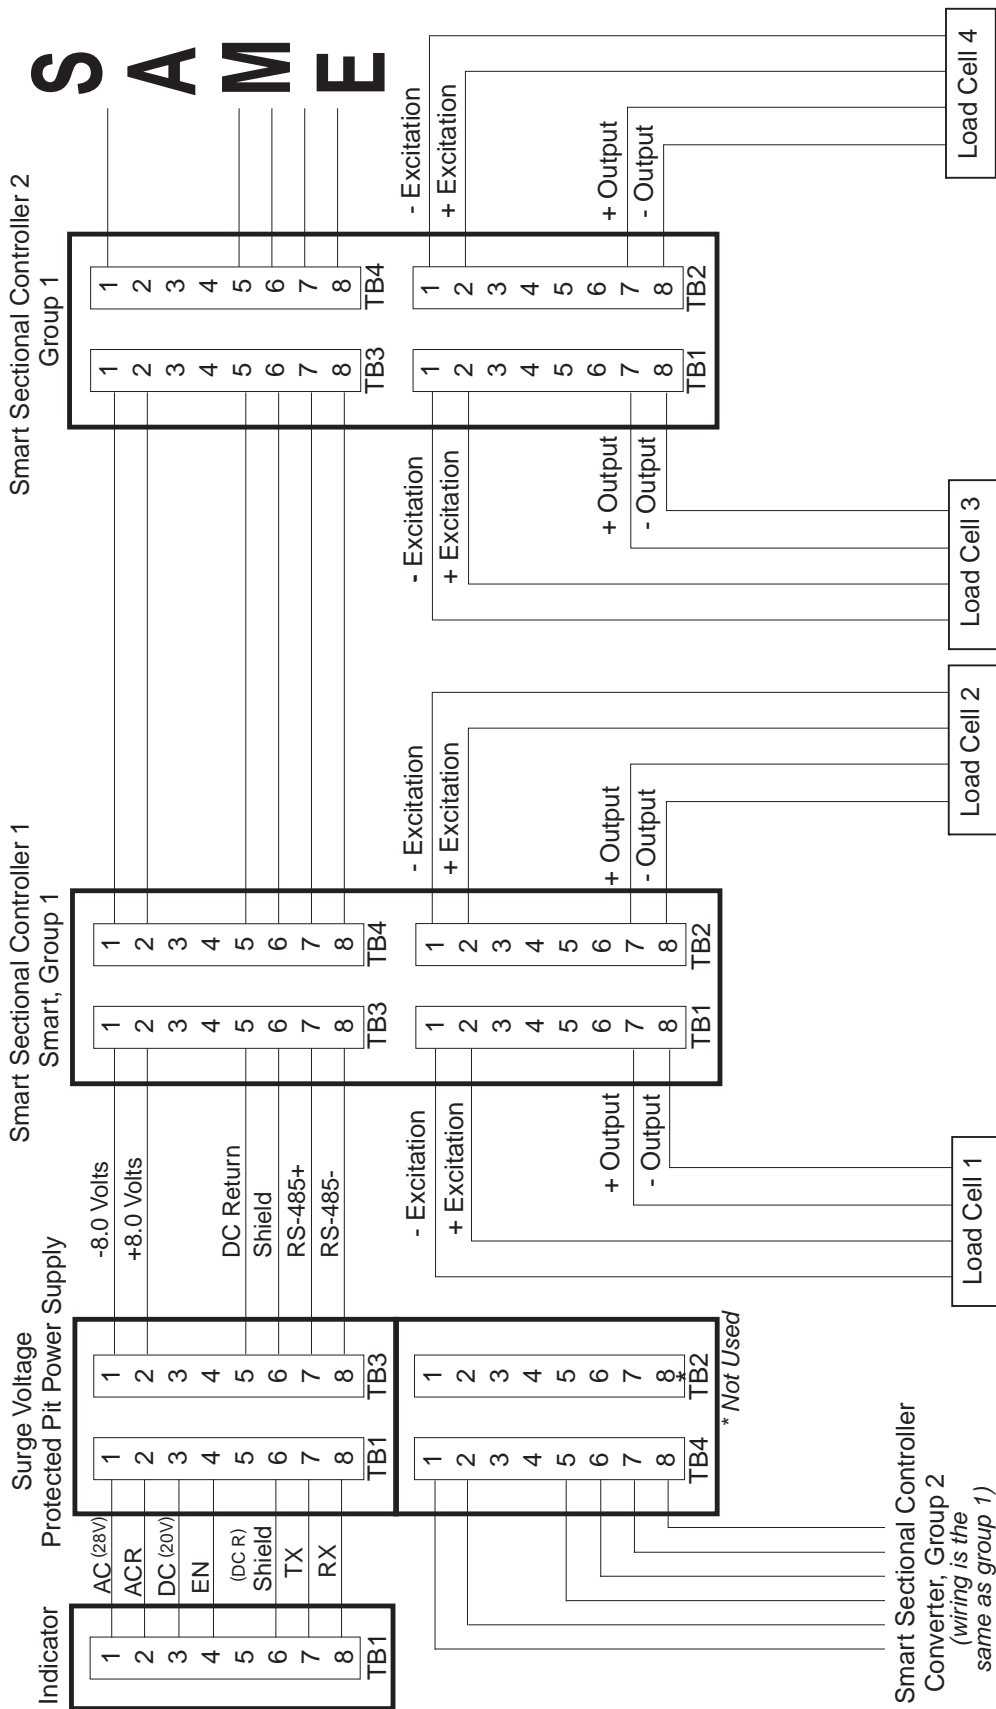 Indicator
1
2
3
4
5
6
7
8
TB1
AC (28V)
ACR
DC (20V)
EN
(DC R)
Shield
TX
RX
Surge Voltage
Protected Pit Power Supply
1
2
3
4
5
6
7
8
TB1
1
2
3
4
5
6
7
8
TB3
1
2
3
4
5
6
7
8
TB4
1
2
3
4
5
6
7
8
*
TB2
* Not Used
Smart Sectional Controller
Converter, Group 2
(wiring is the
same as group 1)
-8.0 Volts
+8.0 Volts
DC Return
Shield
RS-485+
RS-485-
Smart Sectional Controller 1
Smart, Group 1
1
2
3
4
5
6
7
8
TB3
1
2
3
4
5
6
7
8
TB4
1
2
3
4
5
6
7
8
TB1
1
2
3
4
5
6
7
8
TB2
- Excitation
+ Excitation
+ Output
- Output
Load Cell 1
- Excitation
+ Excitation
+ Output
- Output
Load Cell 2
Smart Sectional Controller 2
Group 1
1
2
3
4
5
6
7
8
TB3
1
2
3
4
5
6
7
8
TB4
1
2
3
4
5
6
7
8
TB1
1
2
3
4
5
6
7
8
TB2
- Excitation
+ Excitation
+ Output
- Output
Load Cell 3
- Excitation
+ Excitation
+ Output
- Output
Load Cell 4
S
A
M
E